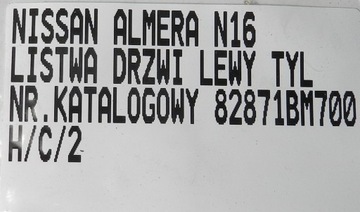 NISSAN ALMERA N16
LISTWA DRZWI LEWY TYL
NR.KATALOGOWY 82871BM700
H/C/2